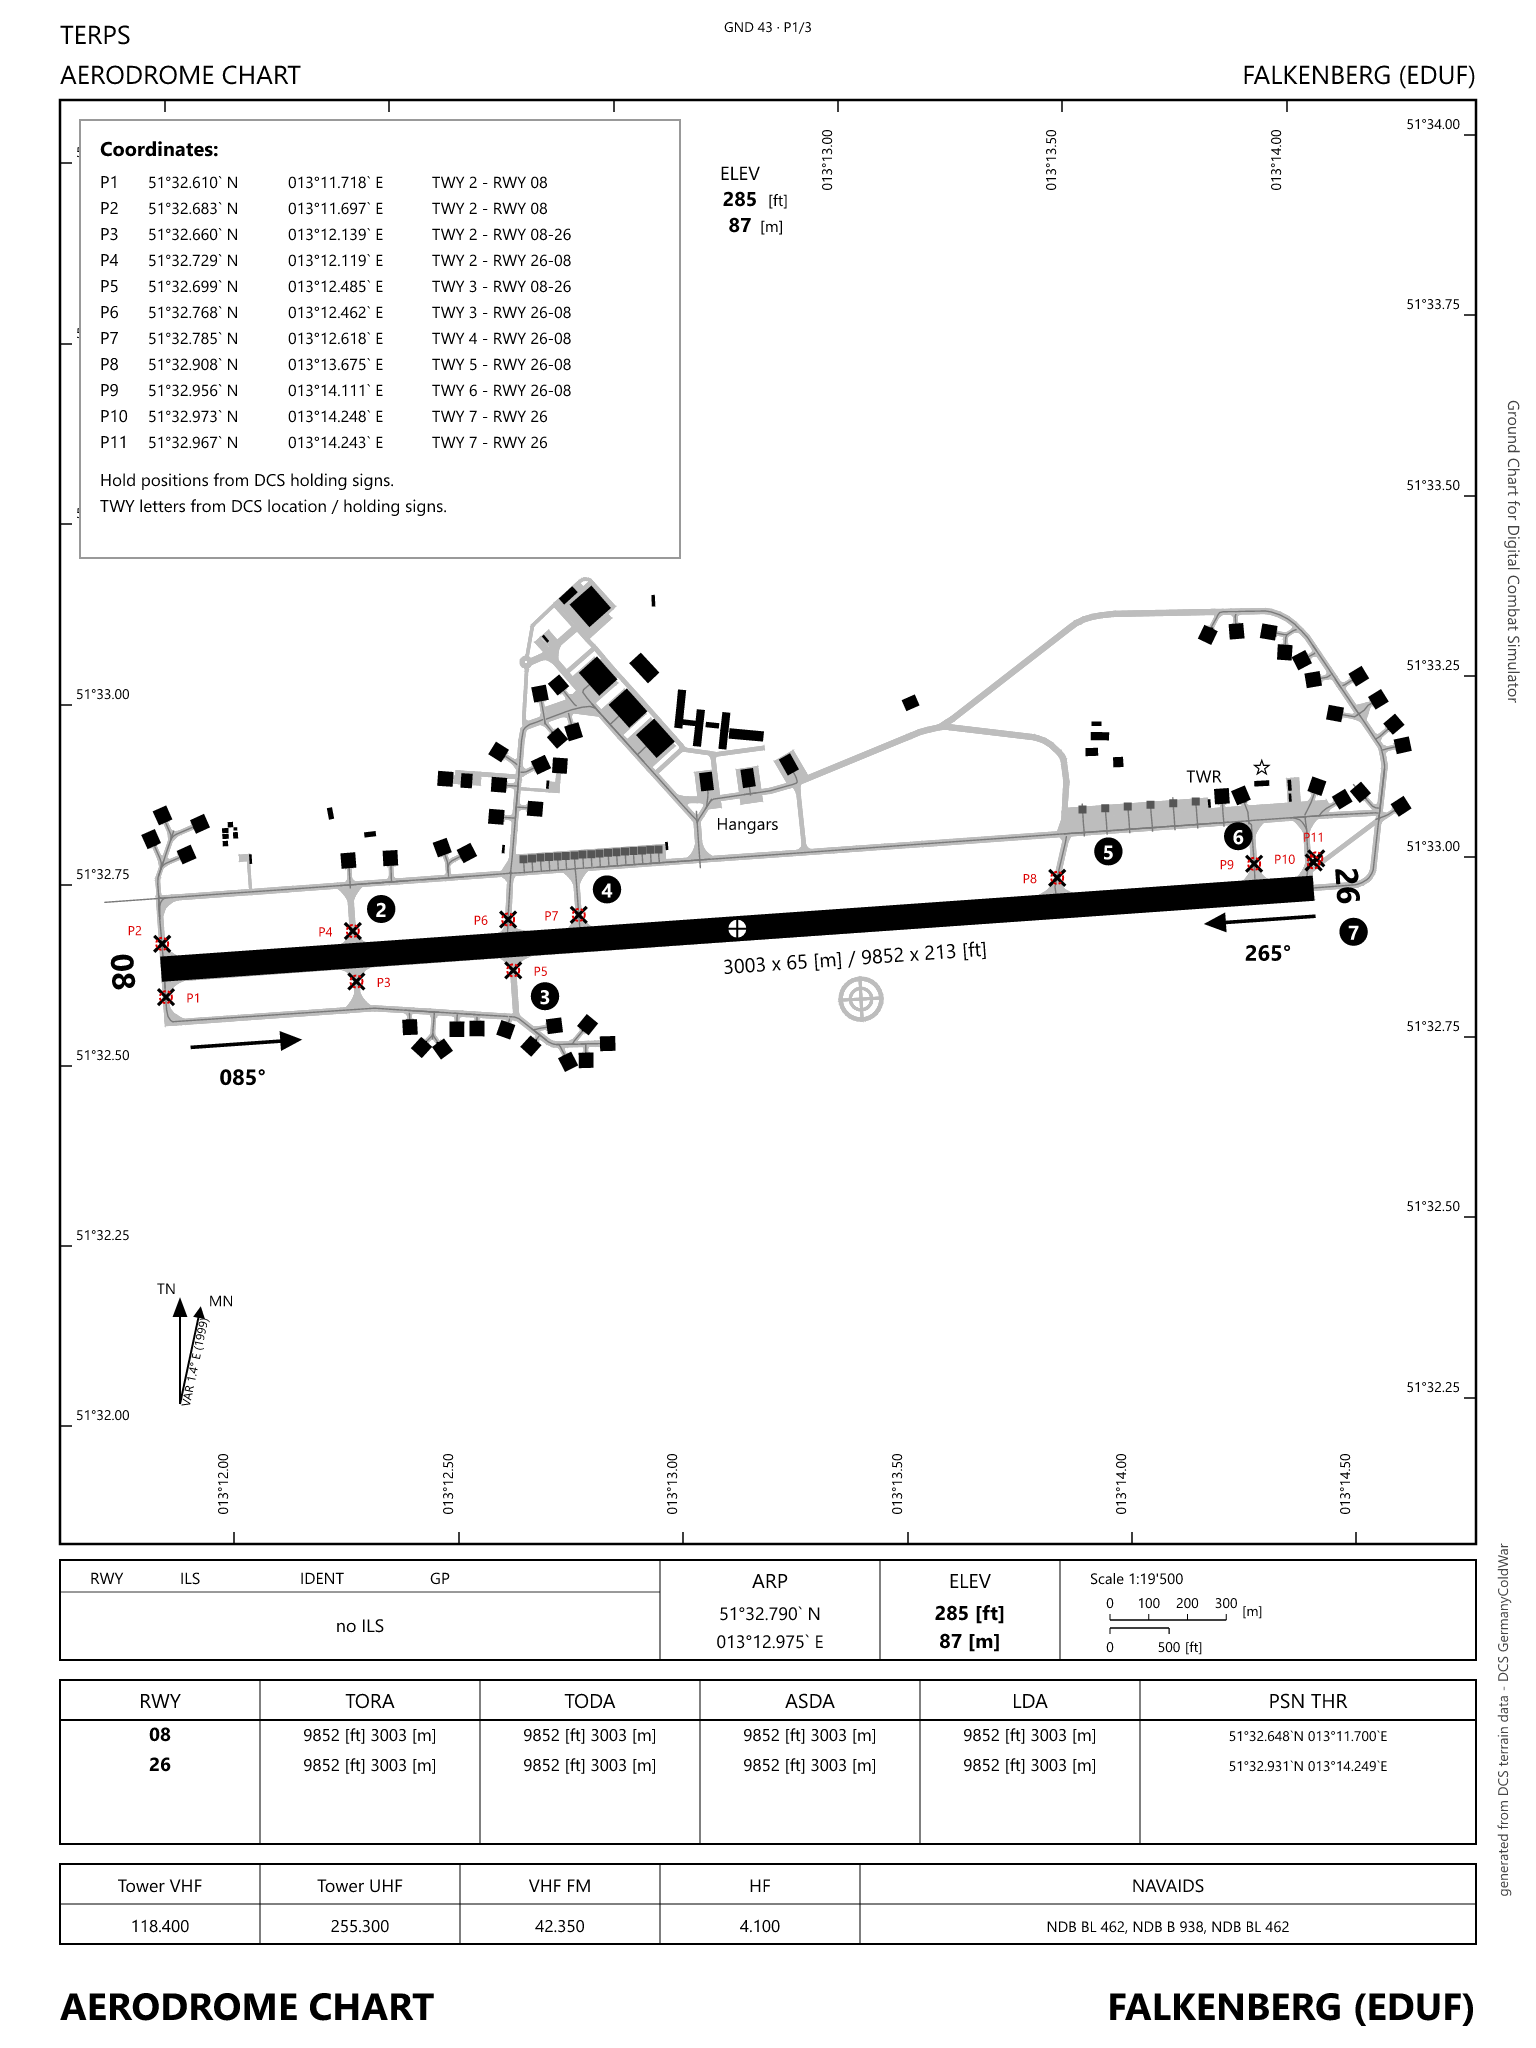 GND 43 · P1/3
TERPS
AERODROME CHART
FALKENBERG (EDUF)
Coordinates:
P1 51°32.610` N 013°11.718` E TWY 2 - RWY 08
P2 51°32.683` N 013°11.697` E TWY 2 - RWY 08
P3 51°32.660` N 013°12.139` E TWY 2 - RWY 08-26
P4 51°32.729` N 013°12.119` E TWY 2 - RWY 26-08
P5 51°32.699` N 013°12.485` E TWY 3 - RWY 08-26
P6 51°32.768` N 013°12.462` E TWY 3 - RWY 26-08
P7 51°32.785` N 013°12.618` E TWY 4 - RWY 26-08
P8 51°32.908` N 013°13.675` E TWY 5 - RWY 26-08
P9 51°32.956` N 013°14.111` E TWY 6 - RWY 26-08
P10 51°32.973` N 013°14.248` E TWY 7 - RWY 26
P11 51°32.967` N 013°14.243` E TWY 7 - RWY 26
Hold positions from DCS holding signs.
TWY letters from DCS location / holding signs.
ELEV
285 [ft]
87 [m]
013°13.00
013°13.50
013°14.00
51°34.00
51°33.75
51°33.50
51°33.25
51°33.00
51°32.75
51°32.50
51°32.25
51°33.00
51°32.75
51°32.50
51°32.25
51°32.00
Ground Chart for Digital Combat Simulator
TWR
Hangars
P11
P10
P9
P8
P7
P6
P5
P4
P3
P2
P1
2
3
4
5
6
7
08
26
3003 x 65 [m] / 9852 x 213 [ft]
265°
085°
TN
MN
VAR 1.4° E (1999)
013°12.00
013°12.50
013°13.00
013°13.50
013°14.00
013°14.50
RWY ILS IDENT GP
no ILS
ARP
51°32.790` N
013°12.975` E
ELEV
285 [ft]
87 [m]
Scale 1:19'500
0 100 200 300 [m]
0 500 [ft]
RWY TORA TODA ASDA LDA PSN THR
08 9852 [ft] 3003 [m] 9852 [ft] 3003 [m] 9852 [ft] 3003 [m] 9852 [ft] 3003 [m] 51°32.648`N 013°11.700`E
26 9852 [ft] 3003 [m] 9852 [ft] 3003 [m] 9852 [ft] 3003 [m] 9852 [ft] 3003 [m] 51°32.931`N 013°14.249`E
Tower VHF Tower UHF VHF FM HF NAVAIDS
118.400 255.300 42.350 4.100 NDB BL 462, NDB B 938, NDB BL 462
generated from DCS terrain data - DCS GermanyColdWar
AERODROME CHART
FALKENBERG (EDUF)